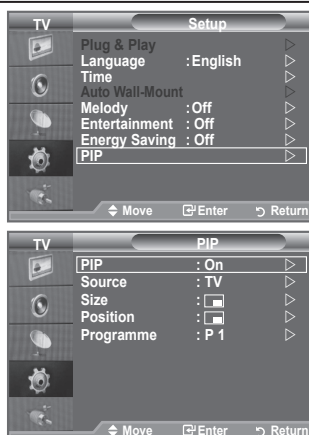 TV Setup
Plug & Play
Language : English
Time
Auto Wall-Mount
Melody : Off
Entertainment : Off
Energy Saving : Off
PIP
Move Enter Return
TV PIP
PIP : On
Source : TV
Size :
Position :
Programme : P 1
Move Enter Return